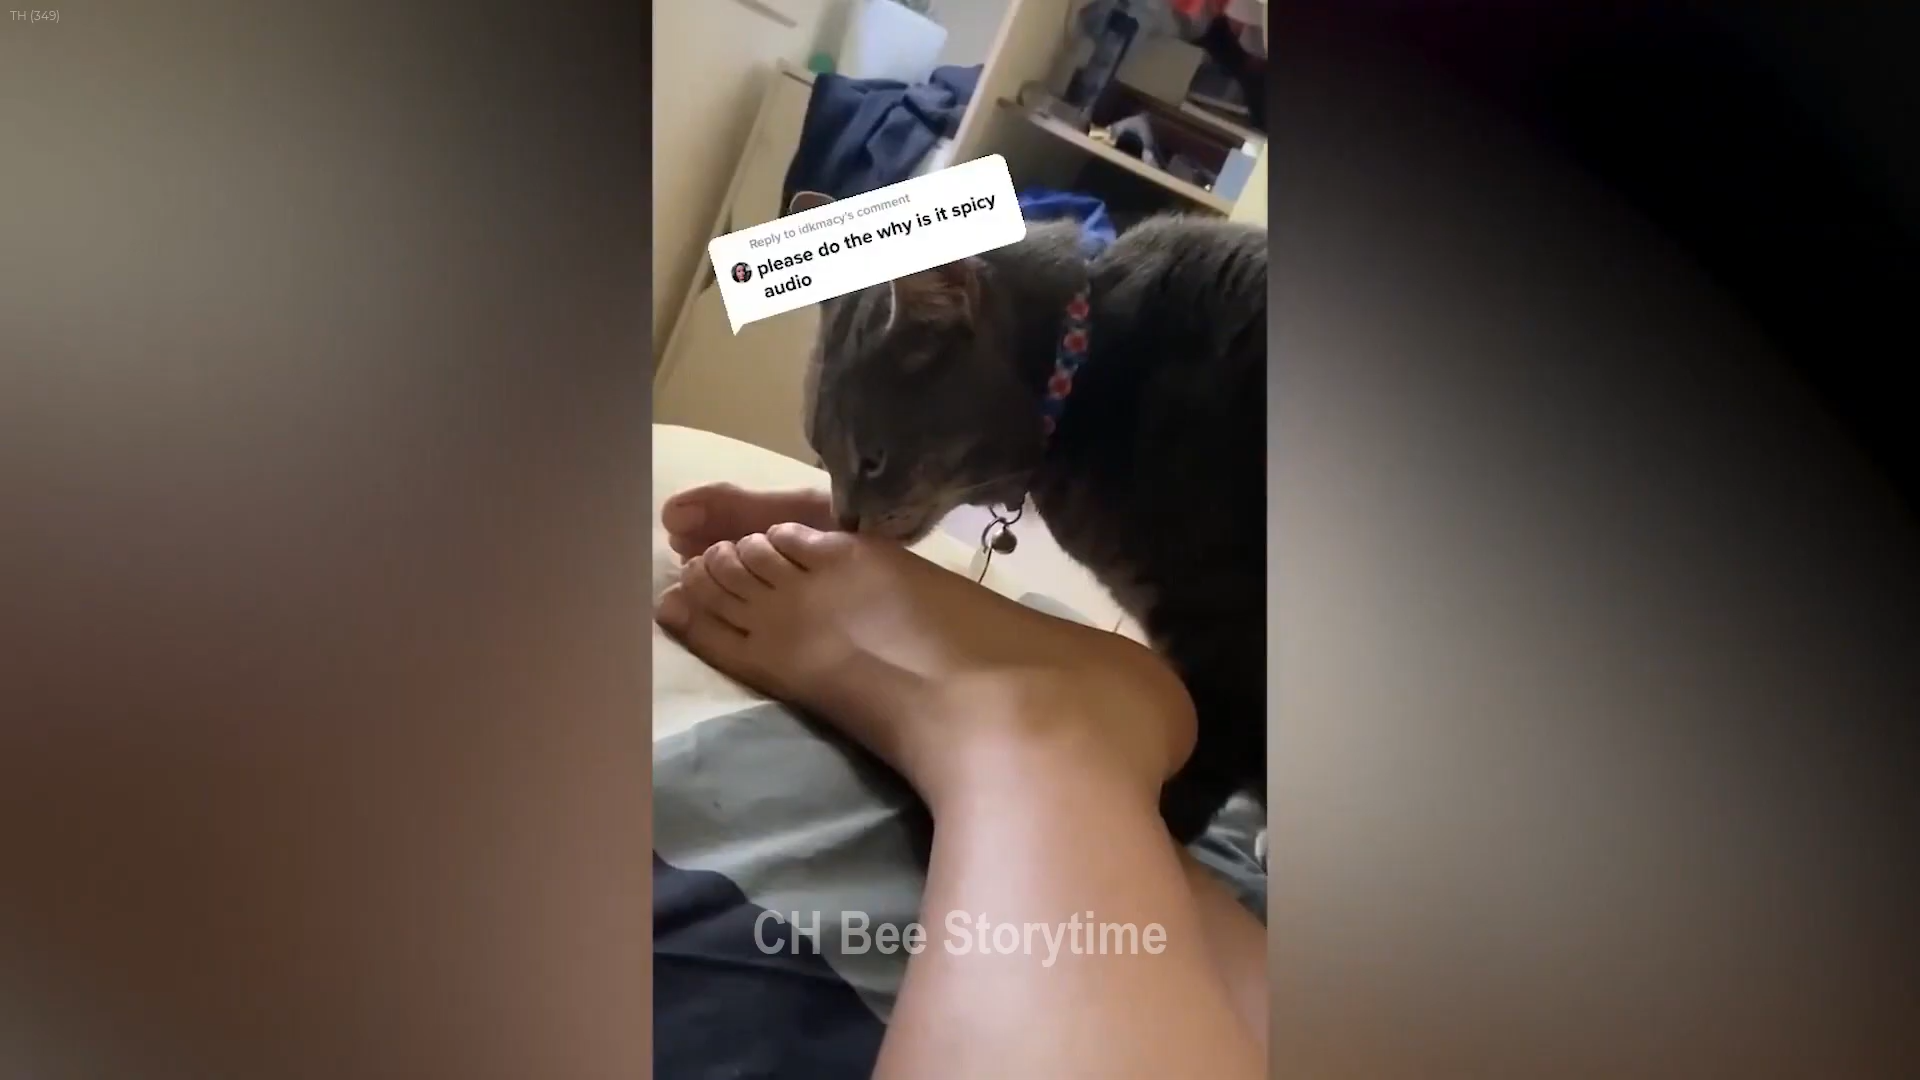 TH (349)
Reply to idkmacy's comment
please do the why is it spicy
audio
CH Bee Storytime